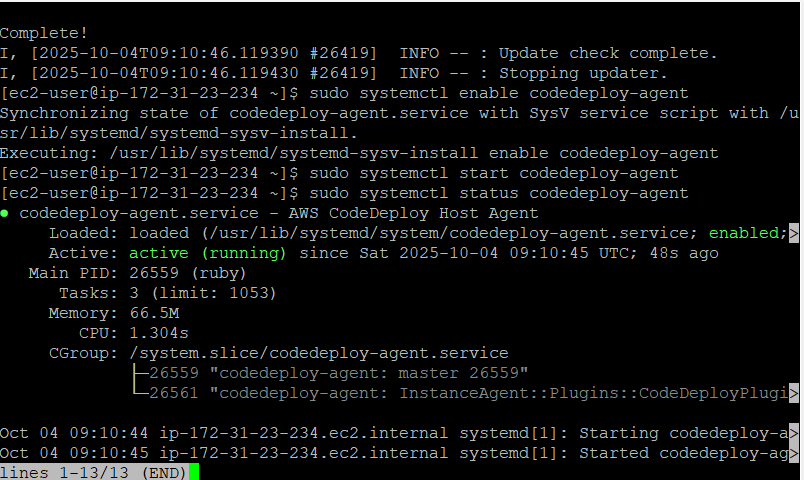 Complete!
I, [2025-10-04T09:10:46.119390 #26419]  INFO -- : Update check complete.
I, [2025-10-04T09:10:46.119430 #26419]  INFO -- : Stopping updater.
[ec2-user@ip-172-31-23-234 ~]$ sudo systemctl enable codedeploy-agent
Synchronizing state of codedeploy-agent.service with SysV service script with /u
sr/lib/systemd/systemd-sysv-install.
Executing: /usr/lib/systemd/systemd-sysv-install enable codedeploy-agent
[ec2-user@ip-172-31-23-234 ~]$ sudo systemctl start codedeploy-agent
[ec2-user@ip-172-31-23-234 ~]$ sudo systemctl status codedeploy-agent
● codedeploy-agent.service - AWS CodeDeploy Host Agent
     Loaded: loaded (/usr/lib/systemd/system/codedeploy-agent.service; enabled;>
     Active: active (running) since Sat 2025-10-04 09:10:45 UTC; 48s ago
   Main PID: 26559 (ruby)
      Tasks: 3 (limit: 1053)
     Memory: 66.5M
        CPU: 1.304s
     CGroup: /system.slice/codedeploy-agent.service
             ├─26559 "codedeploy-agent: master 26559"
             └─26561 "codedeploy-agent: InstanceAgent::Plugins::CodeDeployPlugi>

Oct 04 09:10:44 ip-172-31-23-234.ec2.internal systemd[1]: Starting codedeploy-a>
Oct 04 09:10:45 ip-172-31-23-234.ec2.internal systemd[1]: Started codedeploy-ag>
lines 1-13/13 (END)